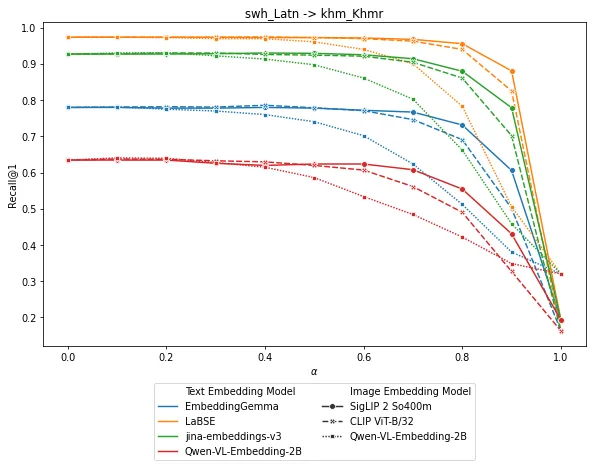 swh_Latn -> khm_Khmr
1.0
0.9
0.8
0.7
0.6
0.5
0.4
0.3
0.2
Recall@1
0.0 0.2 0.4 0.6 0.8 1.0
α
Text Embedding Model Image Embedding Model
EmbeddingGemma SigLIP 2 So400m
LaBSE CLIP ViT-B/32
jina-embeddings-v3 Qwen-VL-Embedding-2B
Qwen-VL-Embedding-2B